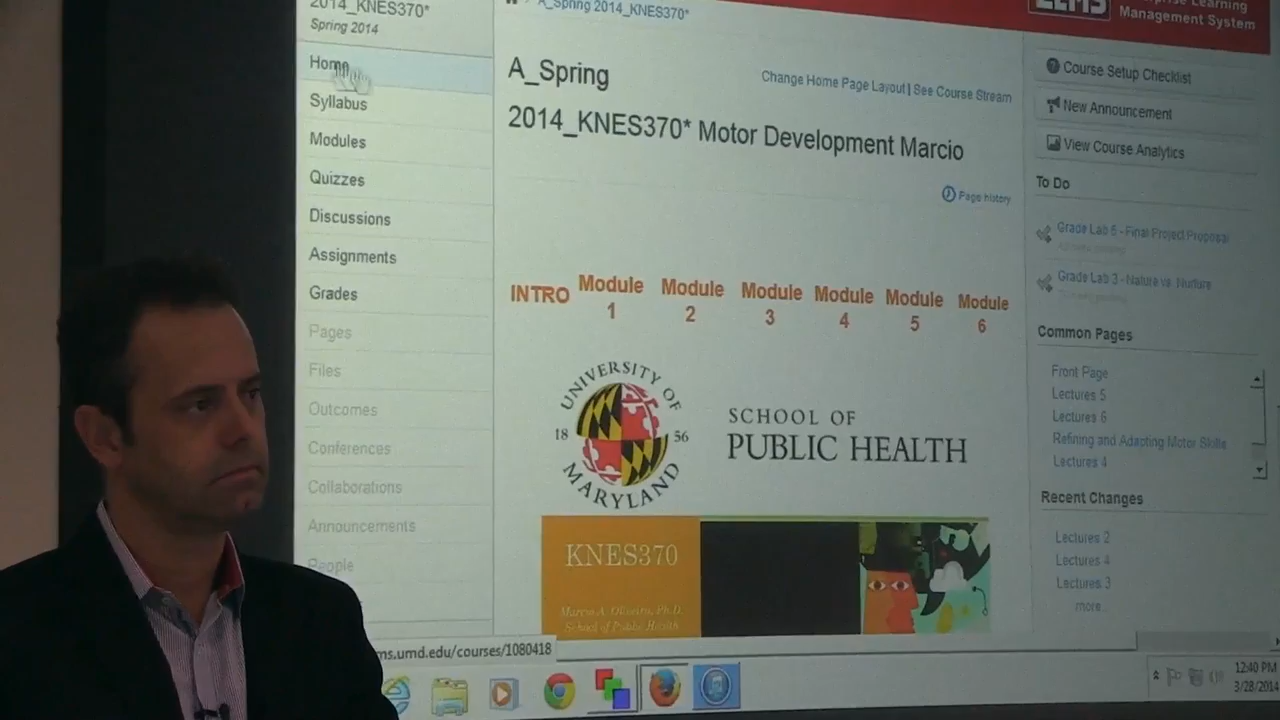 2014_KNES370*
Spring 2014
Home
Syllabus
Modules
Quizzes
Discussions
Assignments
Grades
Pages
Files
Outcomes
Conferences
Collaborations
Announcements
People
A_Spring 2014_KNES370*
A_Spring
2014_KNES370* Motor Development Marcio
Change Home Page Layout | See Course Stream
Page history
INTRO
Module 1
Module 2
Module 3
Module 4
Module 5
Module 6
UNIVERSITY OF
18 56
MARYLAND
SCHOOL OF
PUBLIC HEALTH
KNES370
Marcio A. Oliveira, Ph.D.
School of Public Health
ELMS
Learning
Management System
Course Setup Checklist
New Announcement
View Course Analytics
To Do
Grade Lab 6 - Final Project Proposal
Grade Lab 3 - Nature vs. Nurture
Common Pages
Front Page
Lectures 5
Lectures 6
Refining and Adapting Motor Skills
Lectures 4
Recent Changes
Lectures 2
Lectures 4
Lectures 3
more...
ms.umd.edu/courses/1080418
12:40 PM
3/28/2014